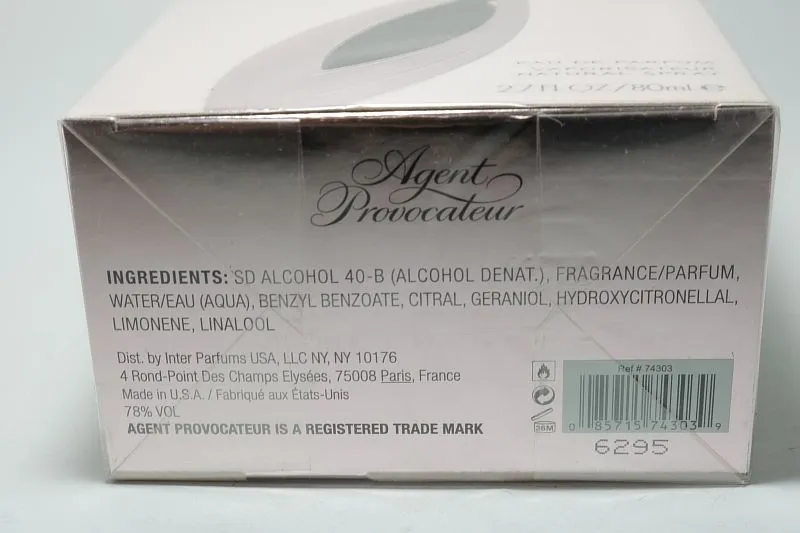 EAU DE PARFUM
VAPORISATEUR
NATURAL SPRAY
2.7 FL OZ/80ml e
Agent
Provocateur
INGREDIENTS: SD ALCOHOL 40-B (ALCOHOL DENAT.), FRAGRANCE/PARFUM,
WATER/EAU (AQUA), BENZYL BENZOATE, CITRAL, GERANIOL, HYDROXYCITRONELLAL,
LIMONENE, LINALOOL
Dist. by Inter Parfums USA, LLC NY, NY 10176
4 Rond-Point Des Champs Elysées, 75008 Paris, France
Made in U.S.A. / Fabriqué aux États-Unis
78% VOL
AGENT PROVOCATEUR IS A REGISTERED TRADE MARK
Ref # 74303
36M
0 85715 74303 9
6295